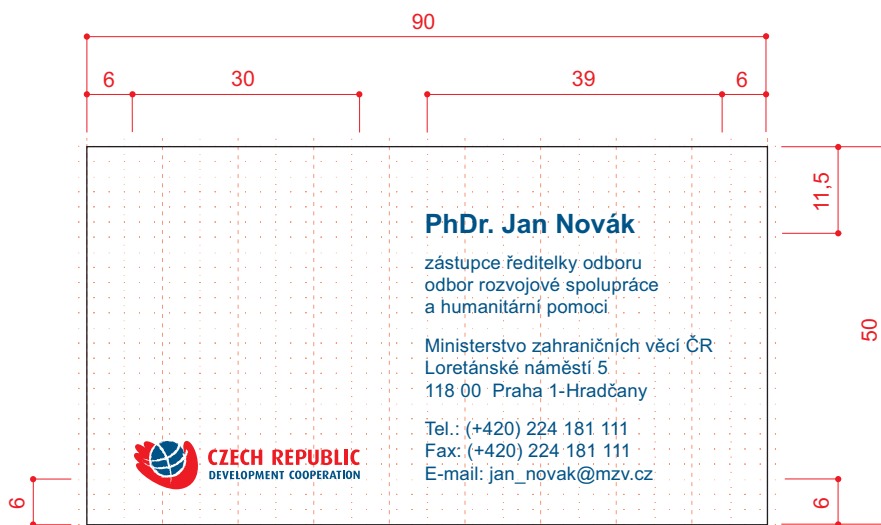 90
6
30
39
6
11,5
PhDr. Jan Novák
zástupce ředitelky odboru
odbor rozvojové spolupráce
a humanitární pomoci
50
Ministerstvo zahraničních věcí ČR
Loretánské náměstí 5
118 00  Praha 1-Hradčany
Tel.: (+420) 224 181 111
Fax: (+420) 224 181 111
E-mail: jan_novak@mzv.cz
CZECH REPUBLIC
DEVELOPMENT COOPERATION
6
6